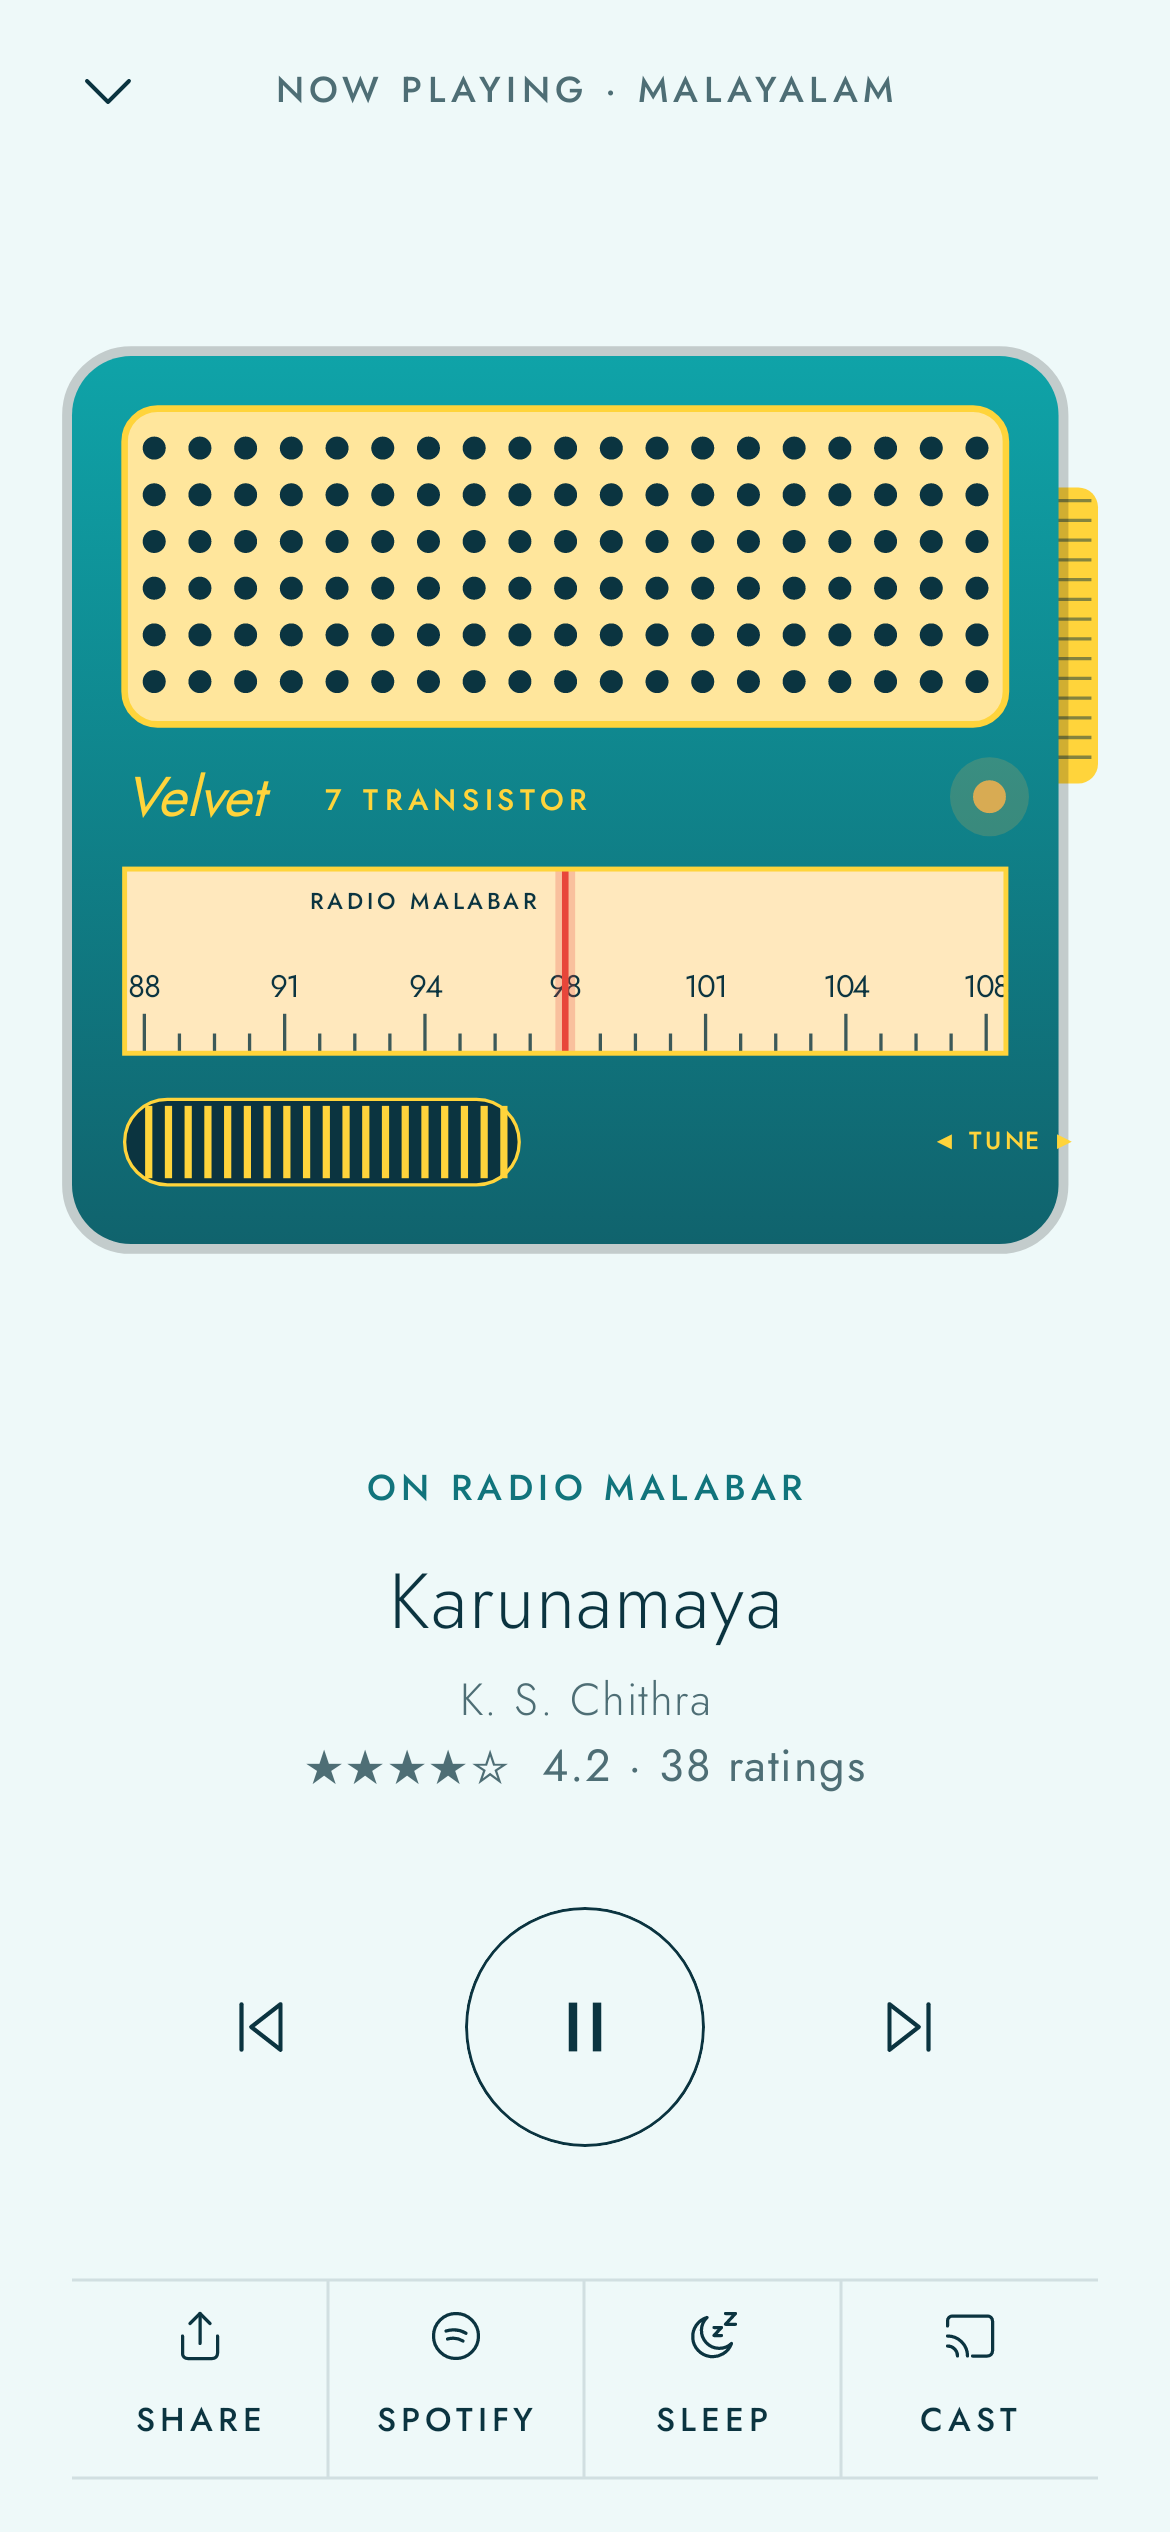 NOW PLAYING · MALAYALAM
Velvet 7 TRANSISTOR
RADIO MALABAR
88 91 94 98 101 104 108
◄ TUNE ►
ON RADIO MALABAR
Karunamaya
K. S. Chithra
★★★★☆ 4.2 · 38 ratings
SHARE SPOTIFY SLEEP CAST